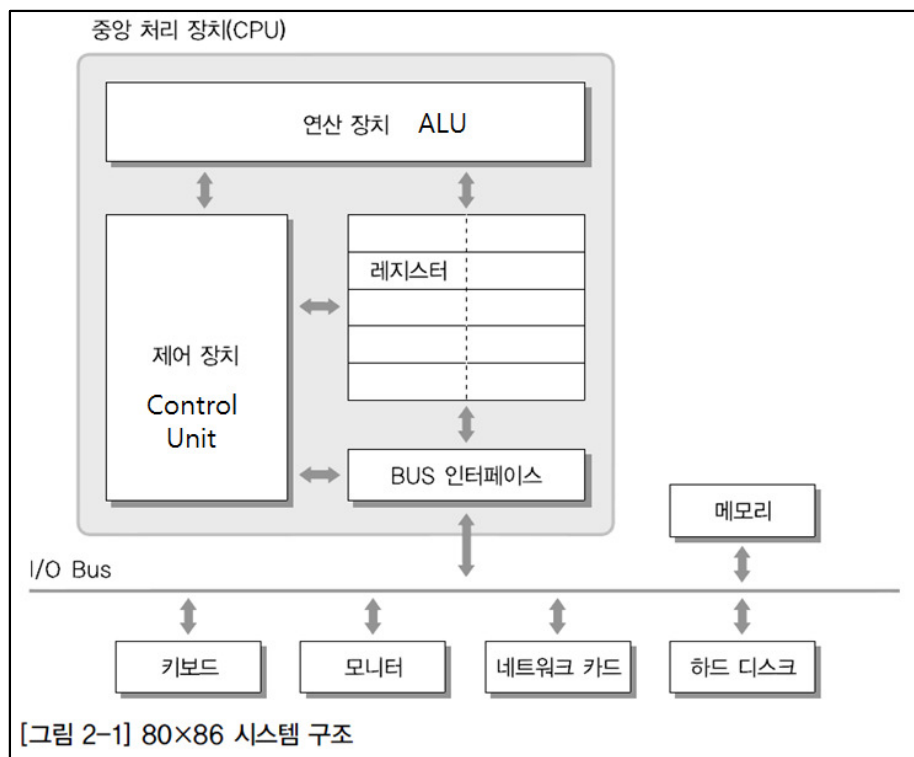 중앙 처리 장치(CPU)
연산 장치 ALU
레지스터
제어 장치
Control
Unit
BUS 인터페이스
메모리
I/O Bus
키보드
모니터
네트워크 카드
하드 디스크
[그림 2-1] 80×86 시스템 구조